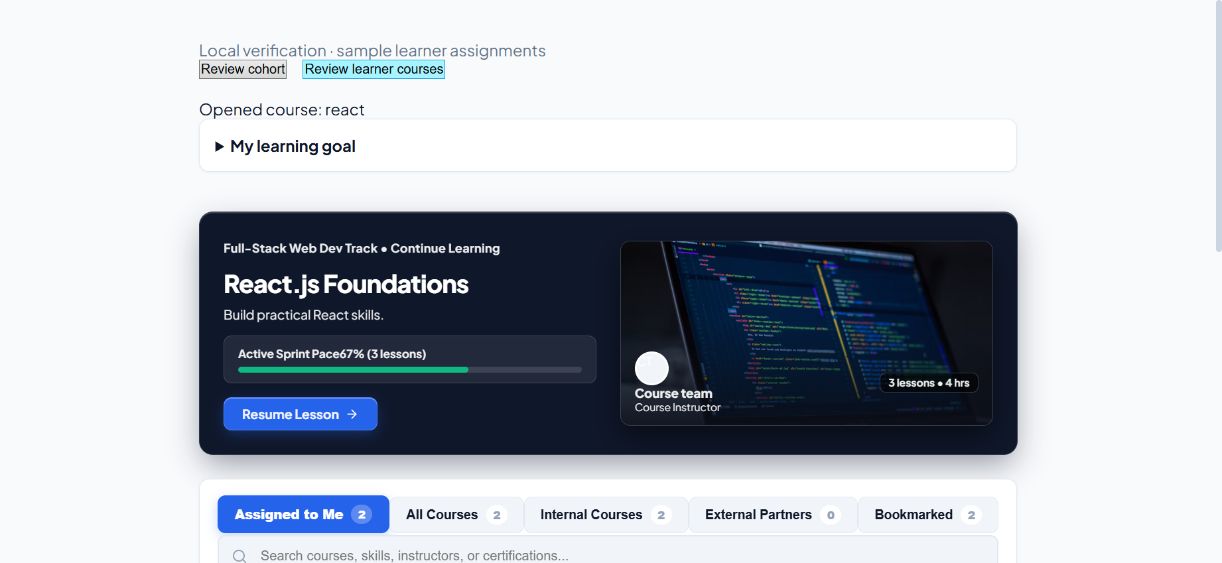 Local verification · sample learner assignments
Review cohort Review learner courses
Opened course: react
▶ My learning goal
Full-Stack Web Dev Track • Continue Learning
React.js Foundations
Build practical React skills.
Active Sprint Pace67% (3 lessons)
Resume Lesson →
Course team
Course Instructor
3 lessons • 4 hrs
Assigned to Me 2 All Courses 2 Internal Courses 2 External Partners 0 Bookmarked 2
Search courses, skills, instructors, or certifications...